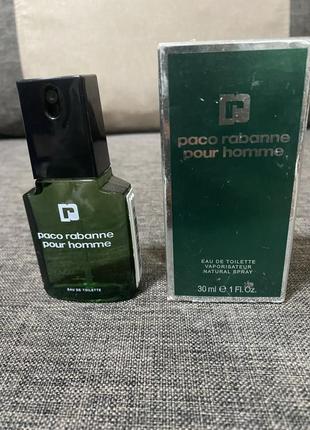 paco rabanne
pour homme
EAU DE TOILETTE
paco rabanne
pour homme
EAU DE TOILETTE
VAPORISATEUR
NATURAL SPRAY
30 ml ℮ 1 Fl. Oz.